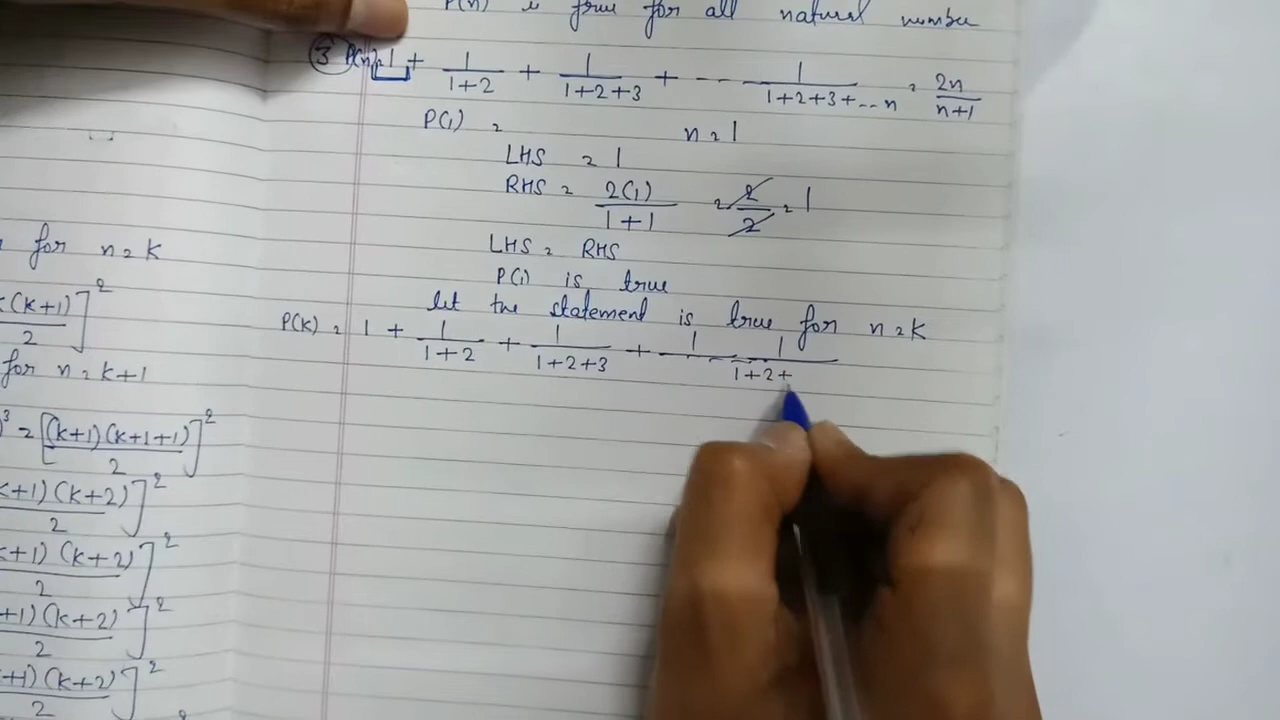 P(n) is true for all natural number
③ P(n) = 1 + 1/(1+2) + 1/(1+2+3) + --- 1/(1+2+3+...n) = 2n/(n+1)
P(1) = n = 1
LHS = 1
RHS = 2(1)/(1+1) = 2/2 = 1
LHS = RHS
P(1) is true
let the statement is true for n = k
P(k) = 1 + 1/(1+2) + 1/(1+2+3) + 1/ ---- 1/(1+2+
for n = k
(k+1)/2]²
for n = k+1
³ = [(k+1)(k+1+1)/2]²
k+1)(k+2)/2]²
k+1)(k+2)/2]²
+1)(k+2)/2]²
+1)(k+2)/2]²